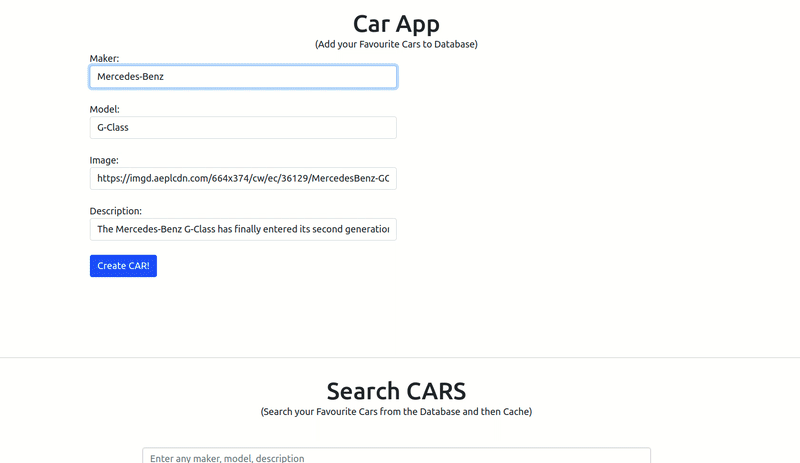 Car App
(Add your Favourite Cars to Database)
Maker:
Mercedes-Benz
Model:
G-Class
Image:
https://imgd.aeplcdn.com/664x374/cw/ec/36129/MercedesBenz-GC
Description:
The Mercedes-Benz G-Class has finally entered its second generation
Create CAR!
Search CARS
(Search your Favourite Cars from the Database and then Cache)
Enter any maker, model, description